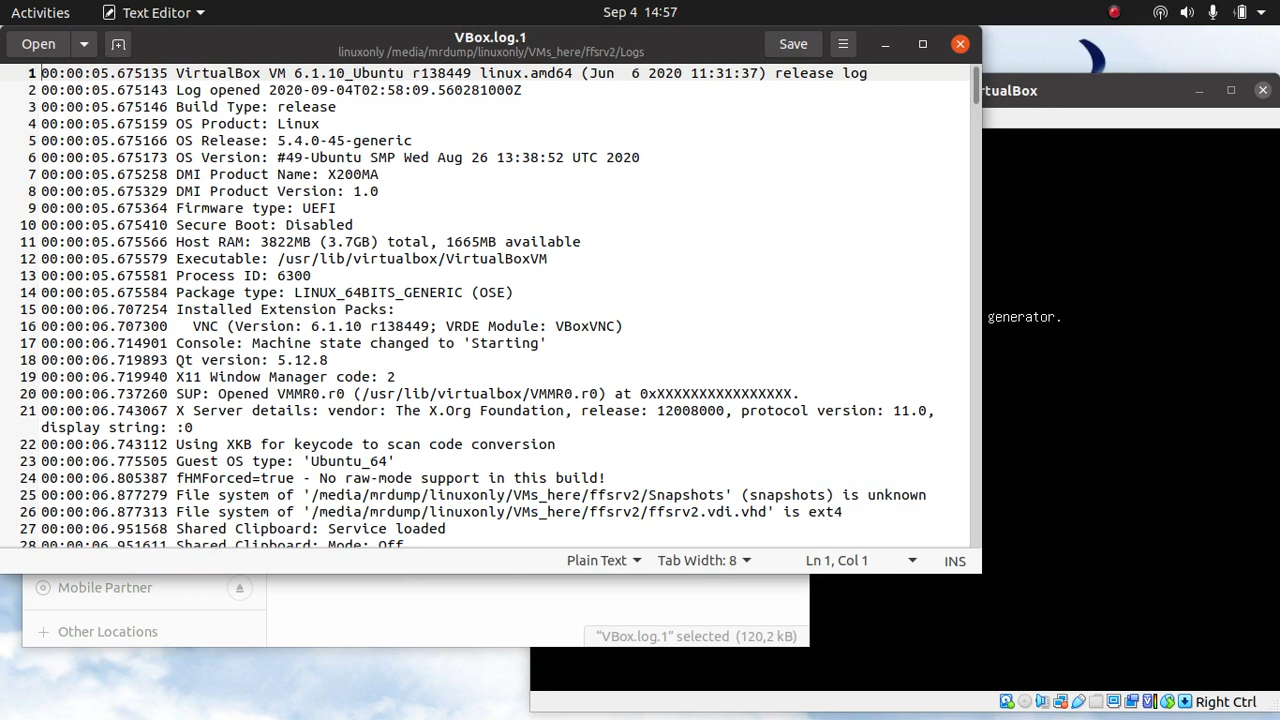 Activities
Text Editor
Sep 4  14:57
Open
VBox.log.1
linuxonly /media/mrdump/linuxonly/VMs_here/ffsrv2/Logs
Save
rtualBox
1 00:00:05.675135 VirtualBox VM 6.1.10_Ubuntu r138449 linux.amd64 (Jun  6 2020 11:31:37) release log
2 00:00:05.675143 Log opened 2020-09-04T02:58:09.560281000Z
3 00:00:05.675146 Build Type: release
4 00:00:05.675159 OS Product: Linux
5 00:00:05.675166 OS Release: 5.4.0-45-generic
6 00:00:05.675173 OS Version: #49-Ubuntu SMP Wed Aug 26 13:38:52 UTC 2020
7 00:00:05.675258 DMI Product Name: X200MA
8 00:00:05.675329 DMI Product Version: 1.0
9 00:00:05.675364 Firmware type: UEFI
10 00:00:05.675410 Secure Boot: Disabled
11 00:00:05.675566 Host RAM: 3822MB (3.7GB) total, 1665MB available
12 00:00:05.675579 Executable: /usr/lib/virtualbox/VirtualBoxVM
13 00:00:05.675581 Process ID: 6300
14 00:00:05.675584 Package type: LINUX_64BITS_GENERIC (OSE)
15 00:00:06.707254 Installed Extension Packs:
16 00:00:06.707300   VNC (Version: 6.1.10 r138449; VRDE Module: VBoxVNC)
17 00:00:06.714901 Console: Machine state changed to 'Starting'
18 00:00:06.719893 Qt version: 5.12.8
19 00:00:06.719940 X11 Window Manager code: 2
20 00:00:06.737260 SUP: Opened VMMR0.r0 (/usr/lib/virtualbox/VMMR0.r0) at 0xXXXXXXXXXXXXXXXX.
21 00:00:06.743067 X Server details: vendor: The X.Org Foundation, release: 12008000, protocol version: 11.0,
display string: :0
22 00:00:06.743112 Using XKB for keycode to scan code conversion
23 00:00:06.775505 Guest OS type: 'Ubuntu_64'
24 00:00:06.805387 fHMForced=true - No raw-mode support in this build!
25 00:00:06.877279 File system of '/media/mrdump/linuxonly/VMs_here/ffsrv2/Snapshots' (snapshots) is unknown
26 00:00:06.877313 File system of '/media/mrdump/linuxonly/VMs_here/ffsrv2/ffsrv2.vdi.vhd' is ext4
27 00:00:06.951568 Shared Clipboard: Service loaded
28 00:00:06.951611 Shared Clipboard: Mode: Off
generator.
Plain Text
Tab Width: 8
Ln 1, Col 1
INS
Mobile Partner
Other Locations
“VBox.log.1” selected (120,2 kB)
Right Ctrl